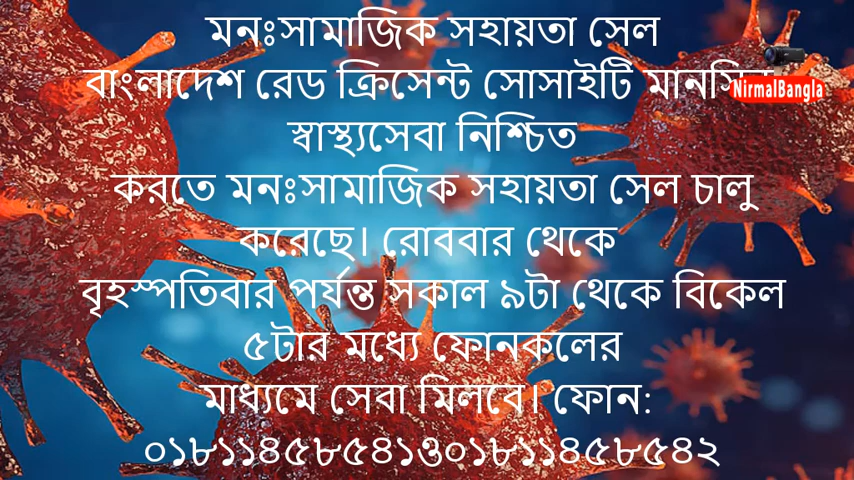 মনঃসামাজিক সহায়তা সেল
বাংলাদেশ রেড ক্রিসেন্ট সোসাইটি
NirmalBangla
স্বাস্থ্যসেবা নিশ্চিত
করতে মনঃসামাজিক সহায়তা সেল চালু
করেছে। রোববার থেকে
বৃহস্পতিবার পর্যন্ত সকাল ৯টা থেকে বিকেল
৫টার মধ্যে ফোনকলের
মাধ্যমে সেবা মিলবে। ফোন:
০১৮১১৪৫৮৫৪১ও০১৮১১৪৫৮৫৪২